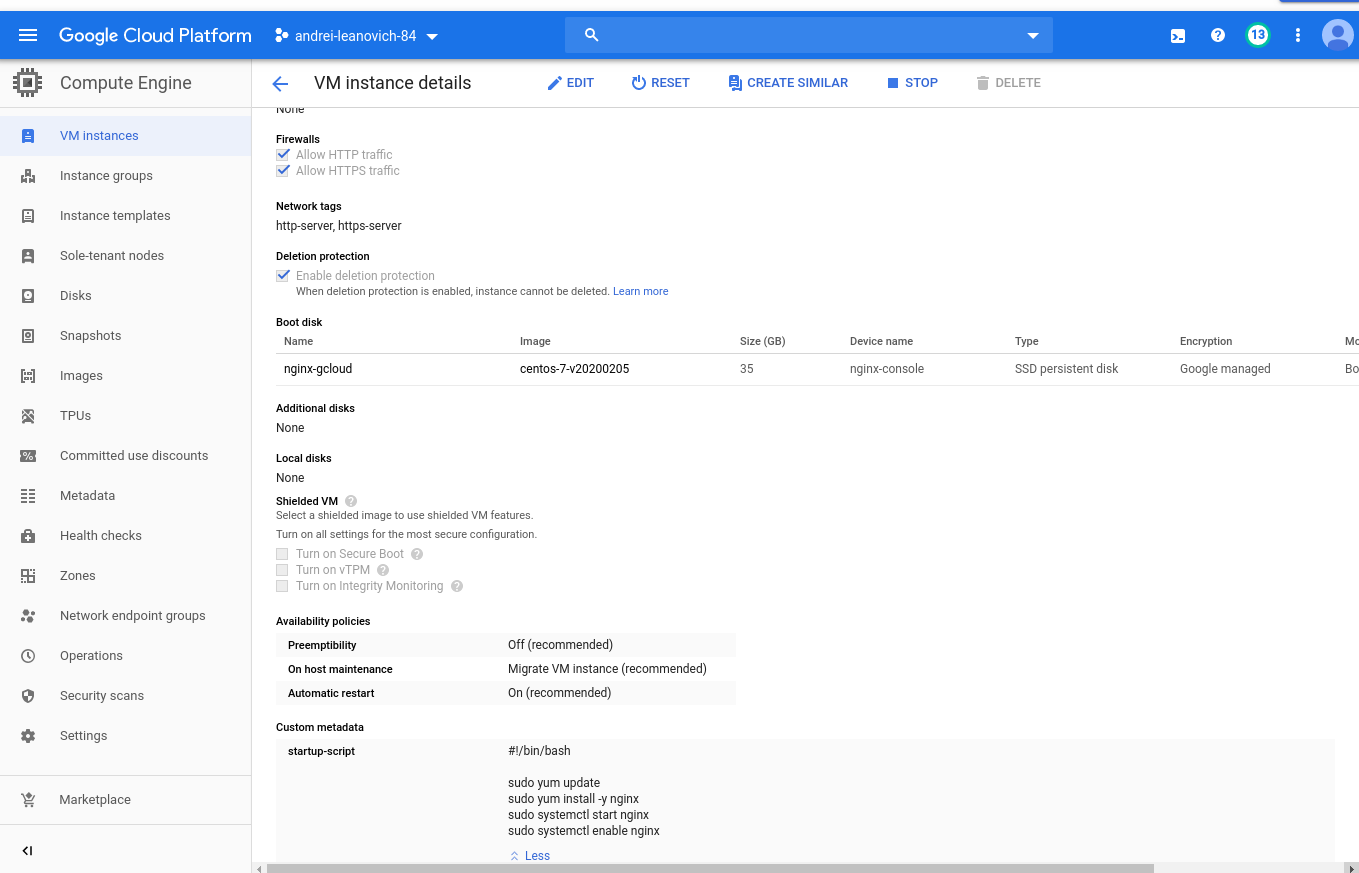 Google Cloud Platform
andrei-leanovich-84
13
Compute Engine
VM instance details
EDIT
RESET
CREATE SIMILAR
STOP
DELETE
VM instances
Instance groups
Instance templates
Sole-tenant nodes
Disks
Snapshots
Images
TPUs
Committed use discounts
Metadata
Health checks
Zones
Network endpoint groups
Operations
Security scans
Settings
Marketplace
None
Firewalls
Allow HTTP traffic
Allow HTTPS traffic
Network tags
http-server, https-server
Deletion protection
Enable deletion protection
When deletion protection is enabled, instance cannot be deleted. Learn more
Boot disk
Name Image Size (GB) Device name Type Encryption Mo
nginx-gcloud centos-7-v20200205 35 nginx-console SSD persistent disk Google managed Bo
Additional disks
None
Local disks
None
Shielded VM
Select a shielded image to use shielded VM features.
Turn on all settings for the most secure configuration.
Turn on Secure Boot
Turn on vTPM
Turn on Integrity Monitoring
Availability policies
Preemptibility Off (recommended)
On host maintenance Migrate VM instance (recommended)
Automatic restart On (recommended)
Custom metadata
startup-script #!/bin/bash
sudo yum update
sudo yum install -y nginx
sudo systemctl start nginx
sudo systemctl enable nginx
Less